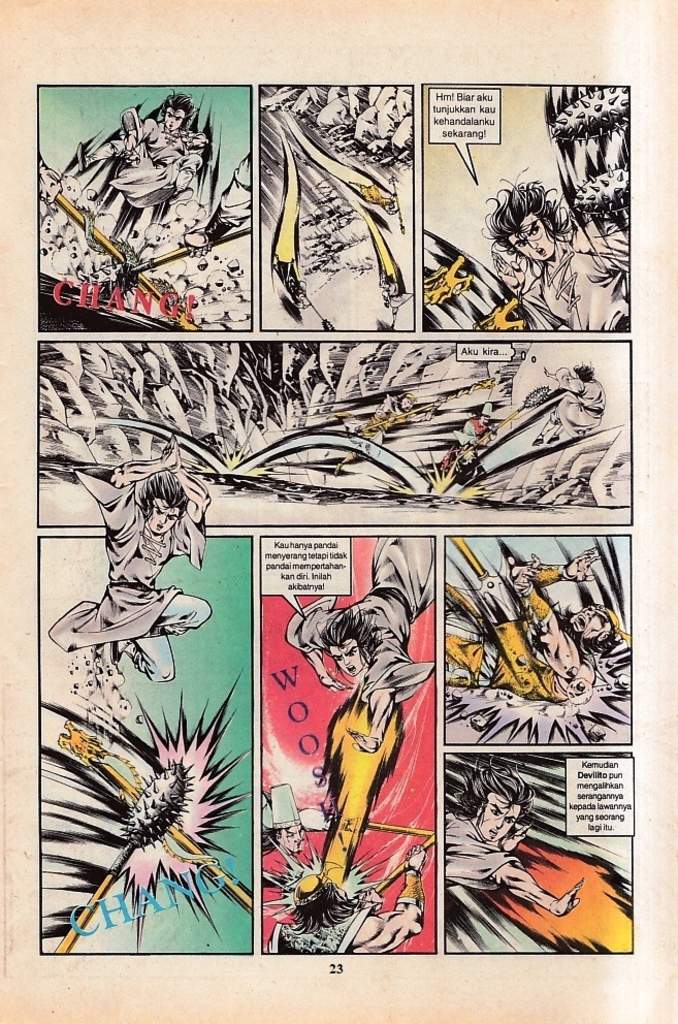 CHANG!
Hm! Biar aku
tunjukkan kau
kehandalanku
sekarang!
Aku kira...
CHANG!
Kau hanya pandai
menyerang tetapi tidak
pandai mempertahan-
kan diri. Inilah
akibatnya!
WOOSH
Kemudian
Devilito pun
mengalihkan
serangannya
kepada lawannya
yang seorang
lagi itu.
23